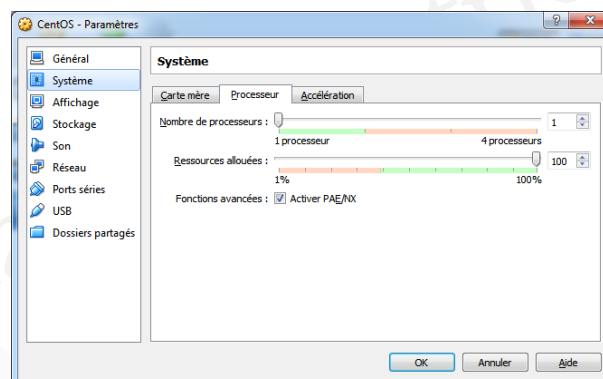 CentOS - Paramètres
Général
Système
Affichage
Stockage
Son
Réseau
Ports séries
USB
Dossiers partagés
Système
Carte mère Processeur Accélération
Nombre de processeurs : 1
1 processeur 4 processeurs
Ressources allouées : 100
1% 100%
Fonctions avancées : Activer PAE/NX
OK Annuler Aide